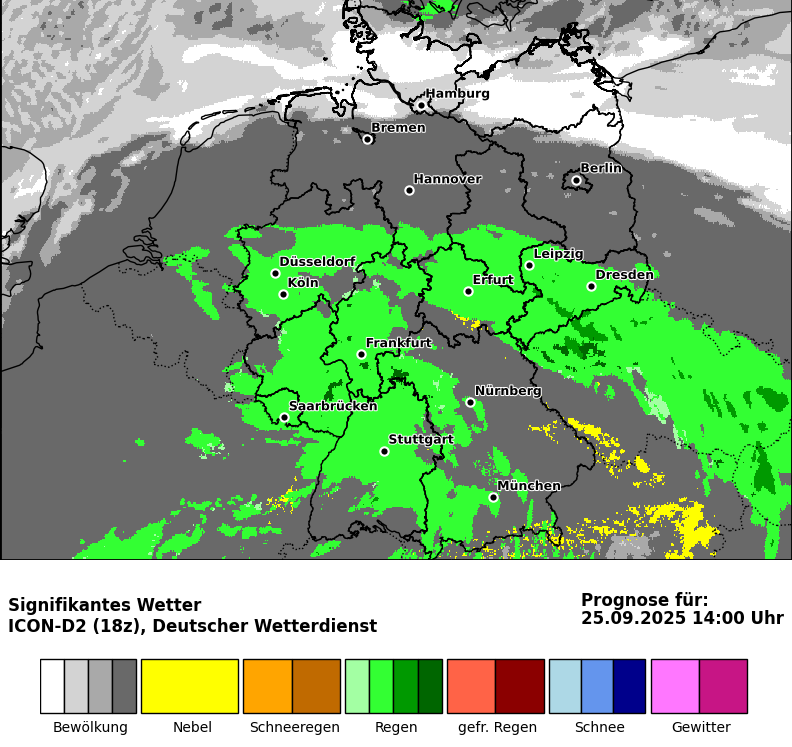 Hamburg
Bremen
Berlin
Hannover
Leipzig
Düsseldorf
Dresden
Erfurt
Köln
Frankfurt
Nürnberg
Saarbrücken
Stuttgart
München
Signifikantes Wetter
ICON-D2 (18z), Deutscher Wetterdienst
Prognose für:
25.09.2025 14:00 Uhr
Bewölkung Nebel Schneeregen Regen gefr. Regen Schnee Gewitter